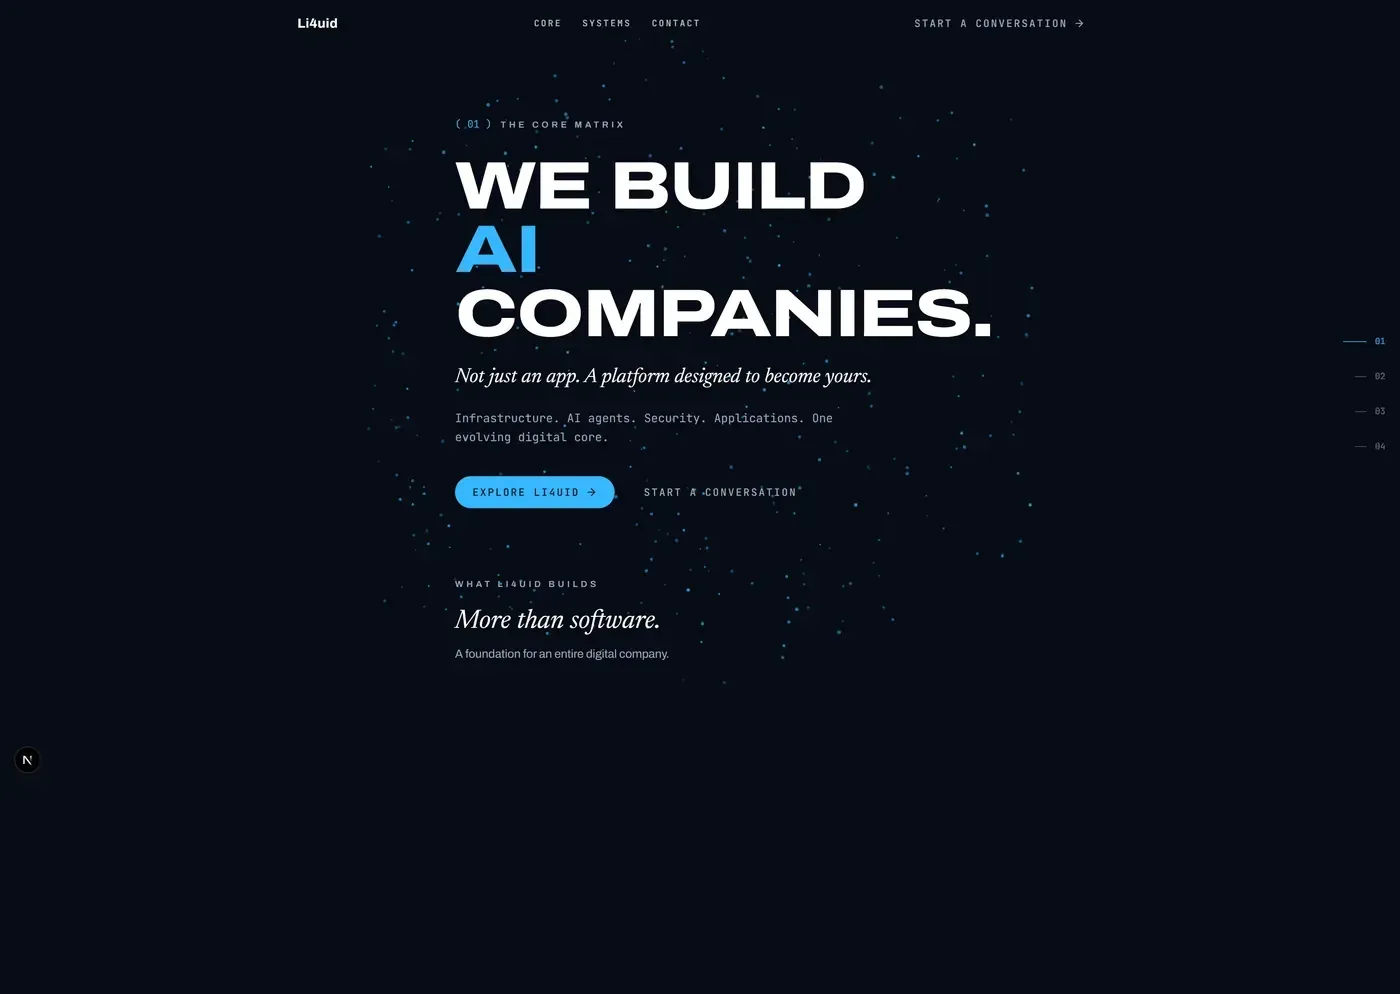 Li4uid
CORE SYSTEMS CONTACT
START A CONVERSATION →
( 01 ) THE CORE MATRIX
WE BUILD
AI
COMPANIES.
Not just an app. A platform designed to become yours.
Infrastructure. AI agents. Security. Applications. One
evolving digital core.
EXPLORE LI4UID →
START A CONVERSATION
WHAT LI4UID BUILDS
More than software.
A foundation for an entire digital company.
01
02
03
04
N